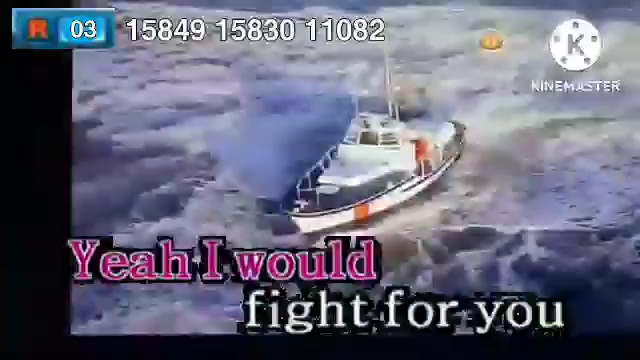 R 03 15849 15830 11082
K
KINEMASTER
Yeah I would
fight for you